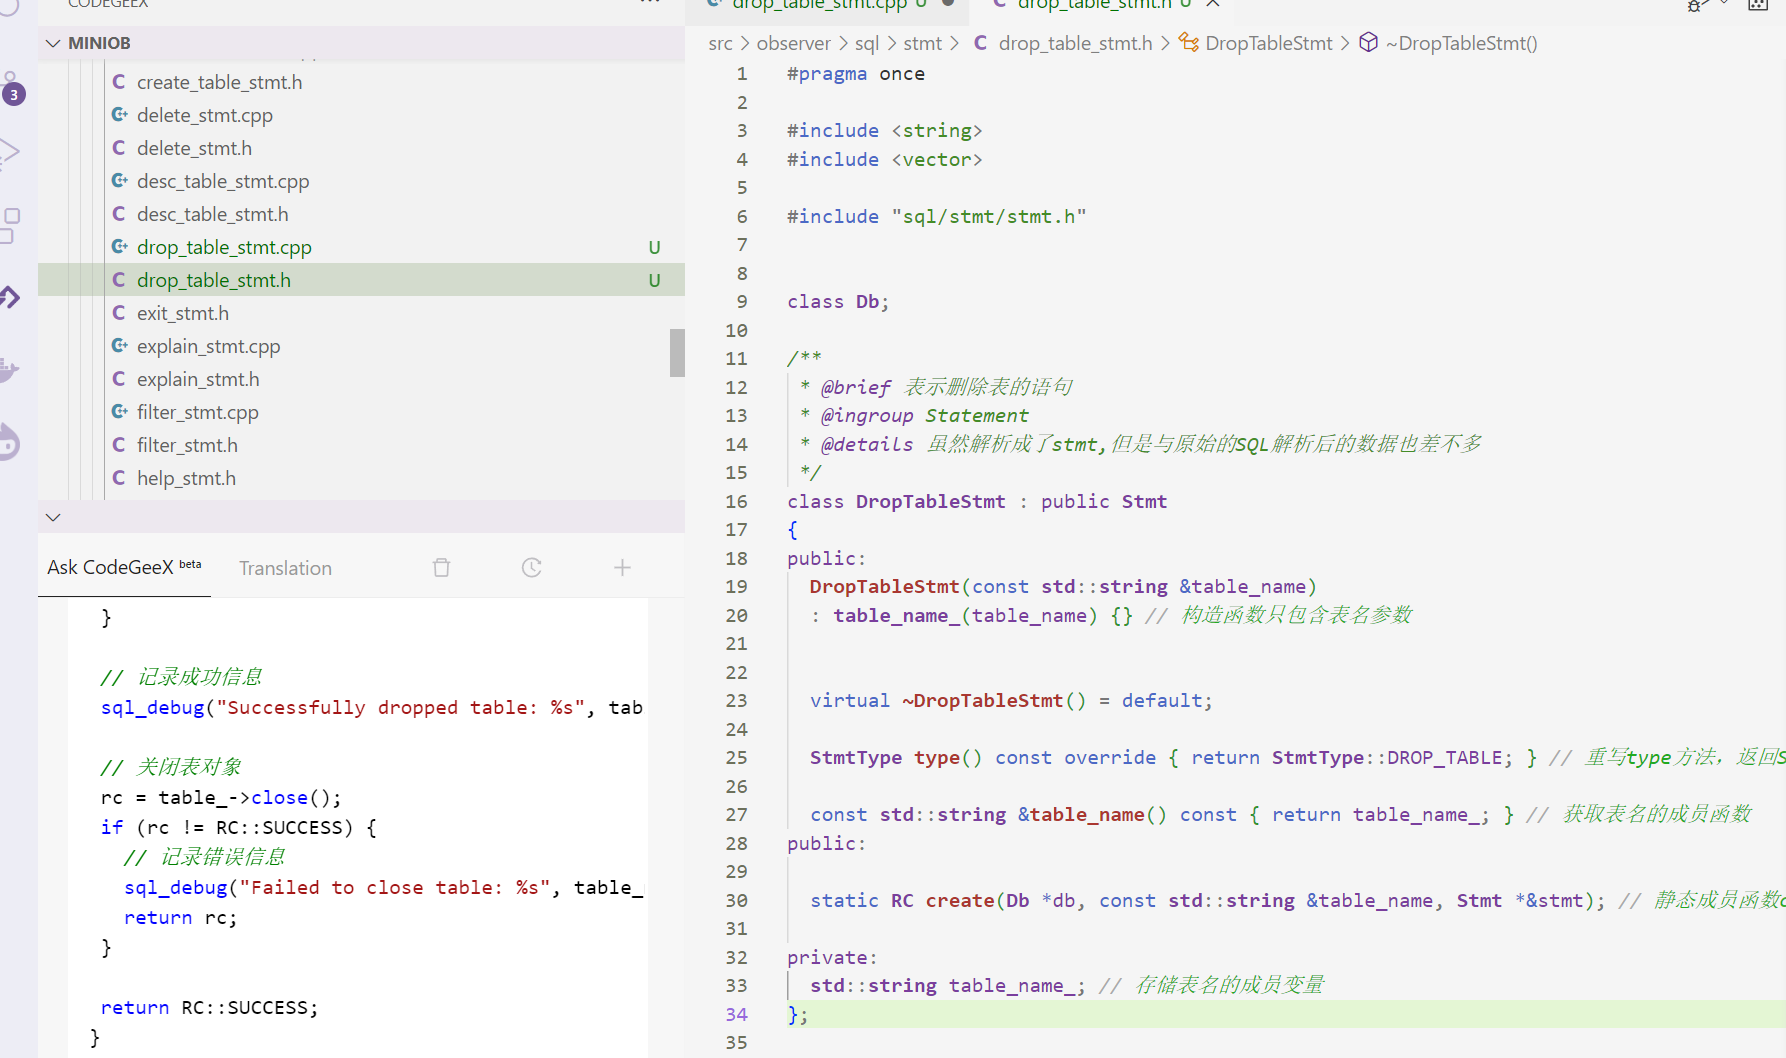 CODEGEEX
drop_table_stmt.cpp U
drop_table_stmt.h U
MINIOB
src > observer > sql > stmt > C drop_table_stmt.h > DropTableStmt > ~DropTableStmt()
3
C create_table_stmt.h
delete_stmt.cpp
C delete_stmt.h
desc_table_stmt.cpp
C desc_table_stmt.h
drop_table_stmt.cpp U
C drop_table_stmt.h U
C exit_stmt.h
explain_stmt.cpp
C explain_stmt.h
filter_stmt.cpp
C filter_stmt.h
C help_stmt.h
Ask CodeGeeX beta Translation
}
// 记录成功信息
sql_debug("Successfully dropped table: %s", tab
// 关闭表对象
rc = table_->close();
if (rc != RC::SUCCESS) {
// 记录错误信息
sql_debug("Failed to close table: %s", table_
return rc;
}
return RC::SUCCESS;
}
1 #pragma once
2
3 #include <string>
4 #include <vector>
5
6 #include "sql/stmt/stmt.h"
7
8
9 class Db;
10
11 /**
12 * @brief 表示删除表的语句
13 * @ingroup Statement
14 * @details 虽然解析成了stmt,但是与原始的SQL解析后的数据也差不多
15 */
16 class DropTableStmt : public Stmt
17 {
18 public:
19 DropTableStmt(const std::string &table_name)
20 : table_name_(table_name) {} // 构造函数只包含表名参数
21
22
23 virtual ~DropTableStmt() = default;
24
25 StmtType type() const override { return StmtType::DROP_TABLE; } // 重写type方法，返回S
26
27 const std::string &table_name() const { return table_name_; } // 获取表名的成员函数
28 public:
29
30 static RC create(Db *db, const std::string &table_name, Stmt *&stmt); // 静态成员函数c
31
32 private:
33 std::string table_name_; // 存储表名的成员变量
34 };
35